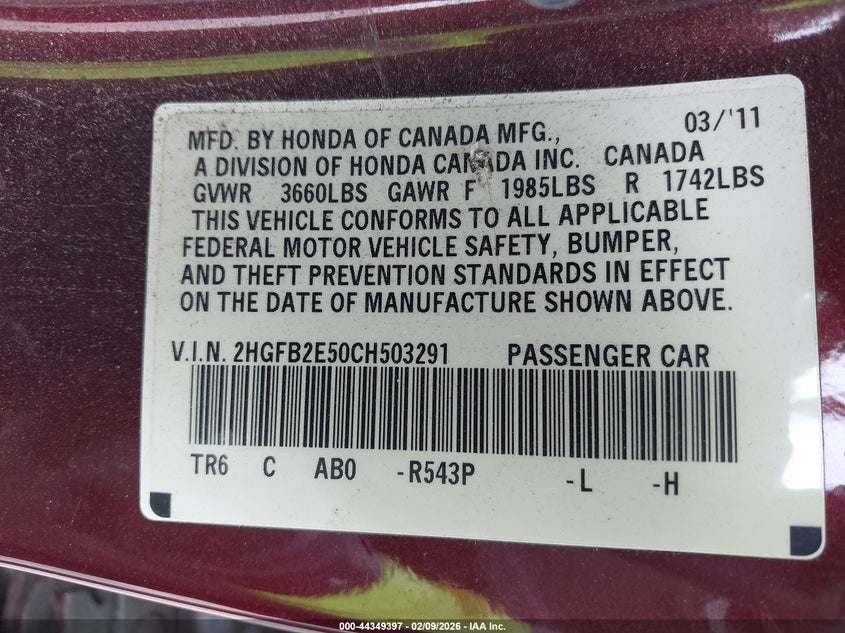 03/'11
MFD. BY HONDA OF CANADA MFG.,
A DIVISION OF HONDA CANADA INC. CANADA
GVWR 3660LBS GAWR F 1985LBS R 1742LBS
THIS VEHICLE CONFORMS TO ALL APPLICABLE
FEDERAL MOTOR VEHICLE SAFETY, BUMPER,
AND THEFT PREVENTION STANDARDS IN EFFECT
ON THE DATE OF MANUFACTURE SHOWN ABOVE.
V.I.N. 2HGFB2E50CH503291 PASSENGER CAR
TR6 C AB0 -R543P -L -H
000-44349397 - 02/09/2026 - IAA Inc.